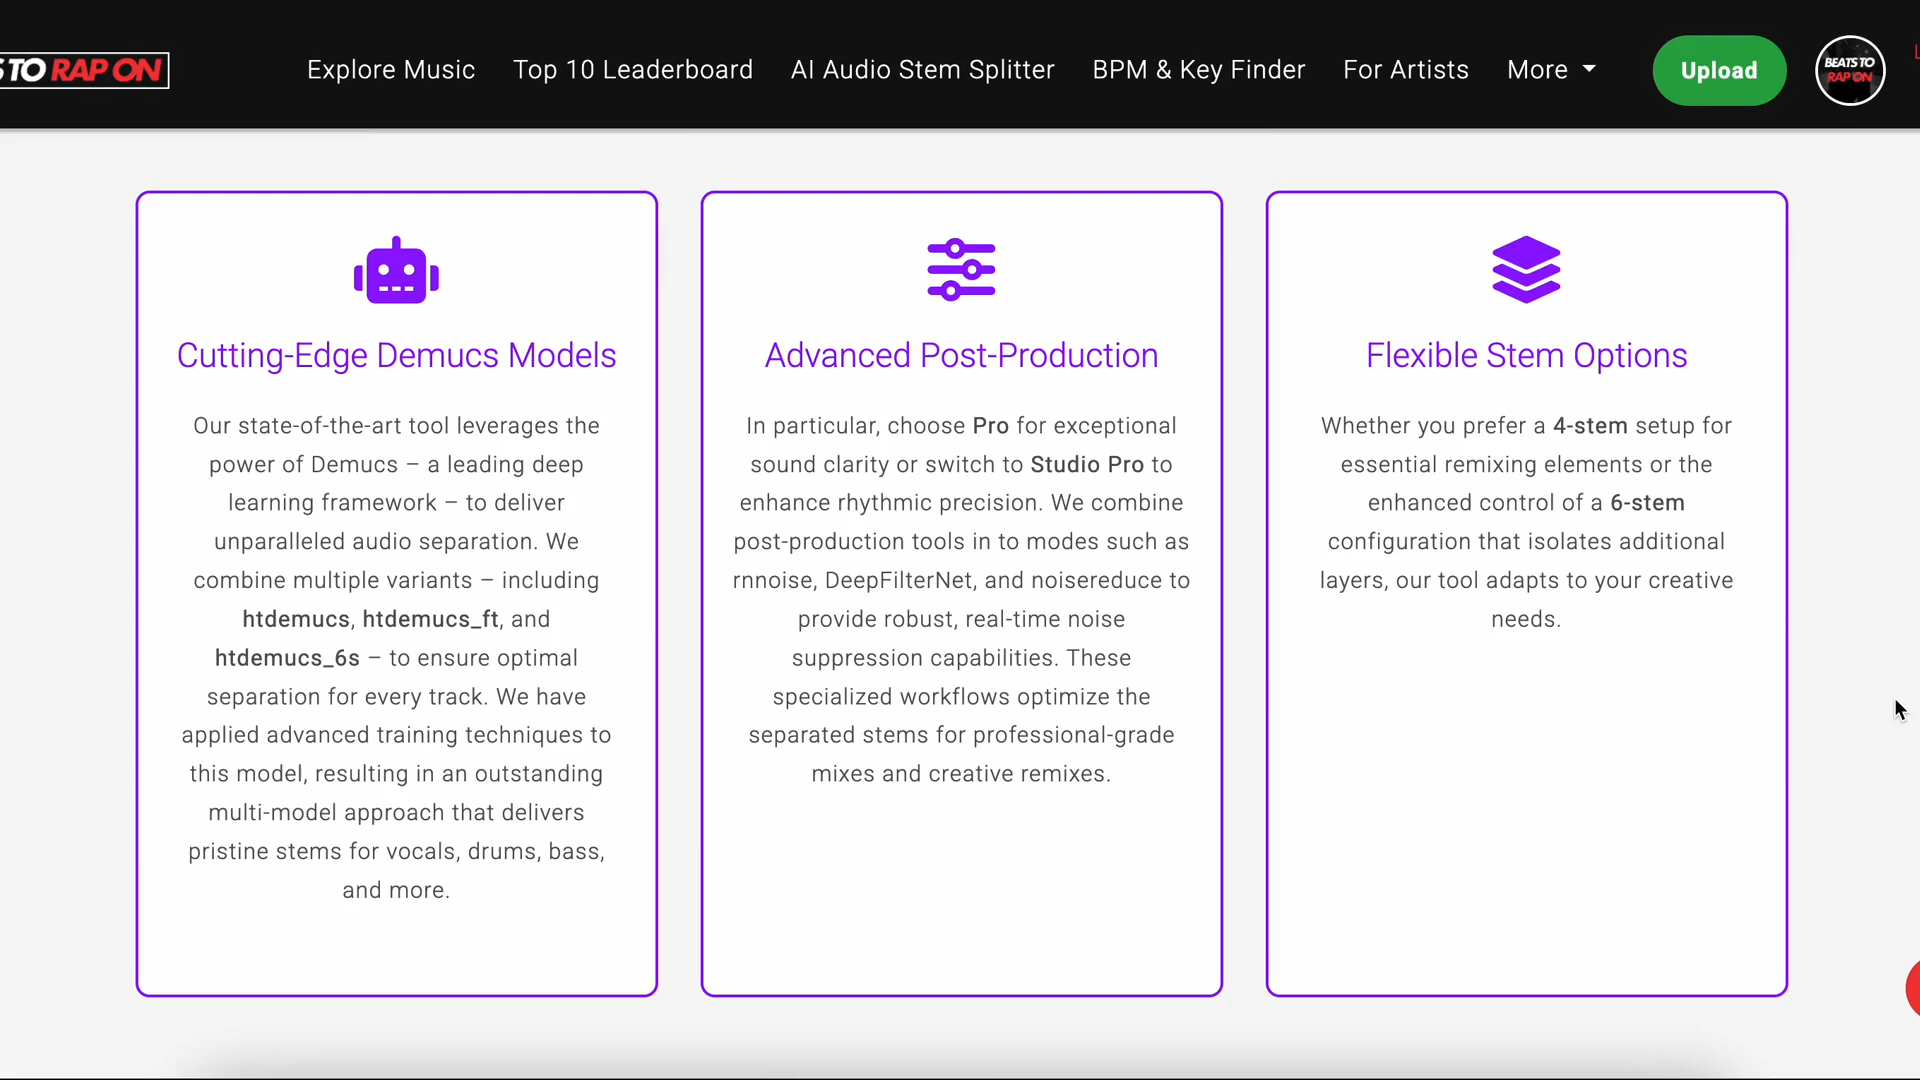 S TO RAP ON
Explore Music
Top 10 Leaderboard
AI Audio Stem Splitter
BPM & Key Finder
For Artists
More
Upload
BEATS TO
RAP ON
Cutting-Edge Demucs Models
Our state-of-the-art tool leverages the
power of Demucs – a leading deep
learning framework – to deliver
unparalleled audio separation. We
combine multiple variants – including
htdemucs, htdemucs_ft, and
htdemucs_6s – to ensure optimal
separation for every track. We have
applied advanced training techniques to
this model, resulting in an outstanding
multi-model approach that delivers
pristine stems for vocals, drums, bass,
and more.
Advanced Post-Production
In particular, choose Pro for exceptional
sound clarity or switch to Studio Pro to
enhance rhythmic precision. We combine
post-production tools in to modes such as
rnnoise, DeepFilterNet, and noisereduce to
provide robust, real-time noise
suppression capabilities. These
specialized workflows optimize the
separated stems for professional-grade
mixes and creative remixes.
Flexible Stem Options
Whether you prefer a 4-stem setup for
essential remixing elements or the
enhanced control of a 6-stem
configuration that isolates additional
layers, our tool adapts to your creative
needs.